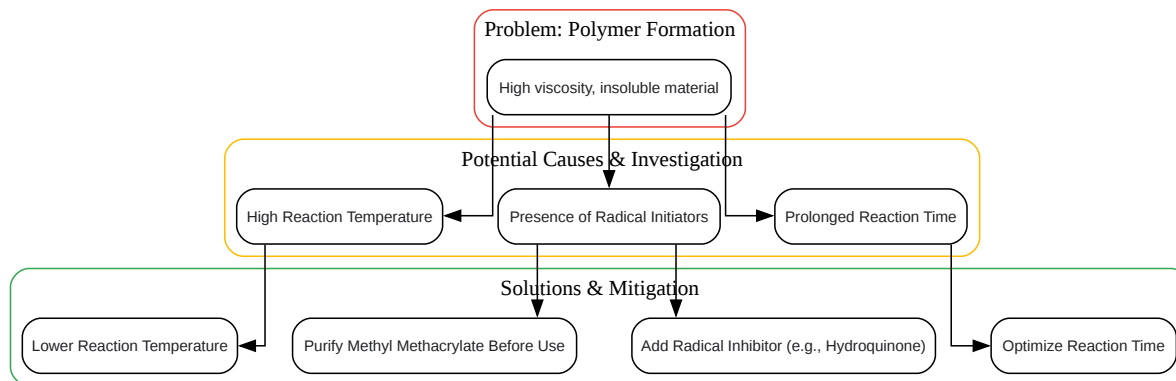 Problem: Polymer Formation
High viscosity, insoluble material
Potential Causes & Investigation
High Reaction Temperature
Presence of Radical Initiators
Prolonged Reaction Time
Solutions & Mitigation
Lower Reaction Temperature
Purify Methyl Methacrylate Before Use
Add Radical Inhibitor (e.g., Hydroquinone)
Optimize Reaction Time